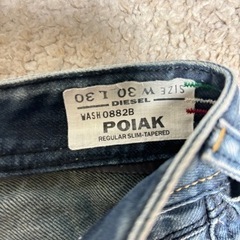 SIZE W 30 L 30
DIESEL
WASH 0882B
POIAK
REGULAR SLIM-TAPERED